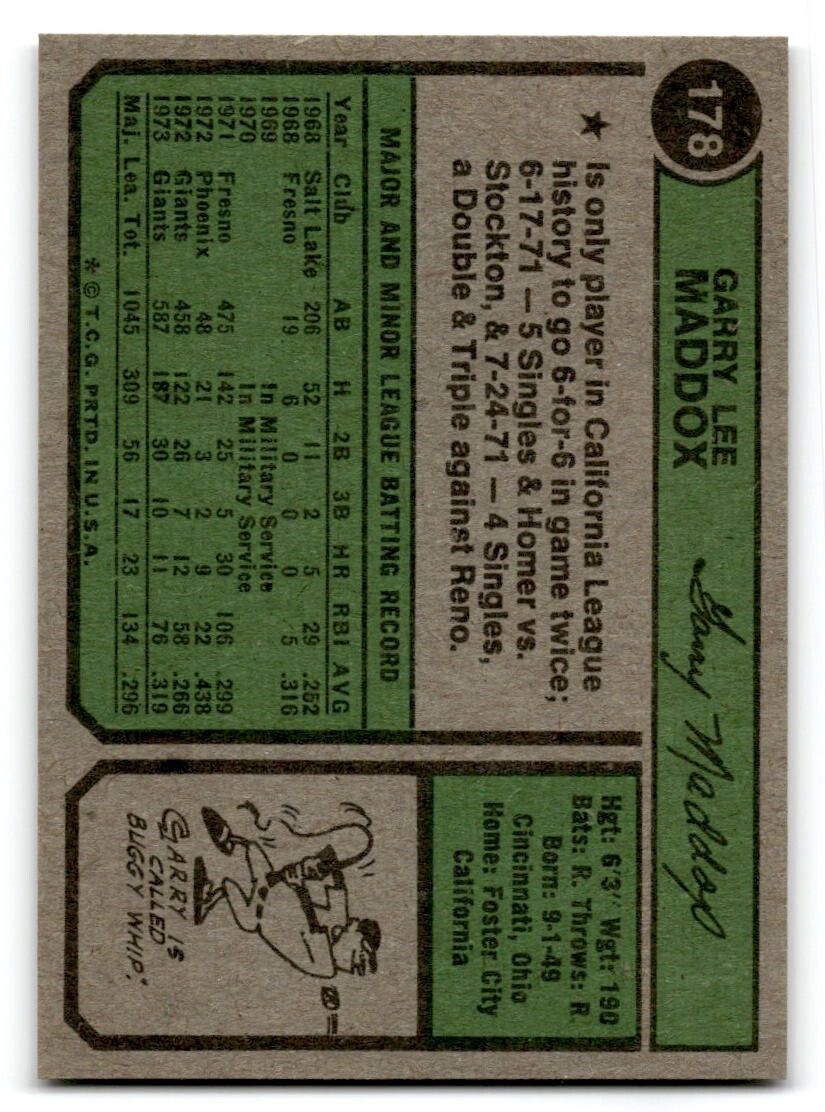 178
GARRY LEE
MADDOX
Garry Maddox
★ Is only player in California League
history to go 6-for-6 in game twice;
6-17-71 — 5 Singles & Homer vs.
Stockton, & 7-24-71 — 4 Singles,
a Double & Triple against Reno.
Hgt: 6'3" Wgt: 190
Bats: R. Throws: R
Born: 9-1-49
Cincinnati, Ohio
Home: Foster City
California
MAJOR AND MINOR LEAGUE BATTING RECORD
Year Club AB H 2B 3B HR RBI AVG
1968 Salt Lake 206 52 11 2 5 29 .252
1968 Fresno 19 6 0 0 0 5 .316
1969 In Military Service
1970 In Military Service
1971 Fresno 475 142 25 5 30 106 .299
1972 Phoenix 48 21 3 2 9 22 .438
1972 Giants 458 122 26 7 12 58 .266
1973 Giants 587 187 30 10 11 76 .319
Maj. Lea. Tot. 1045 309 56 17 23 134 .296
* © T.C.G. PRTD. IN U.S.A.
GARRY IS
CALLED
BUGGY WHIP.